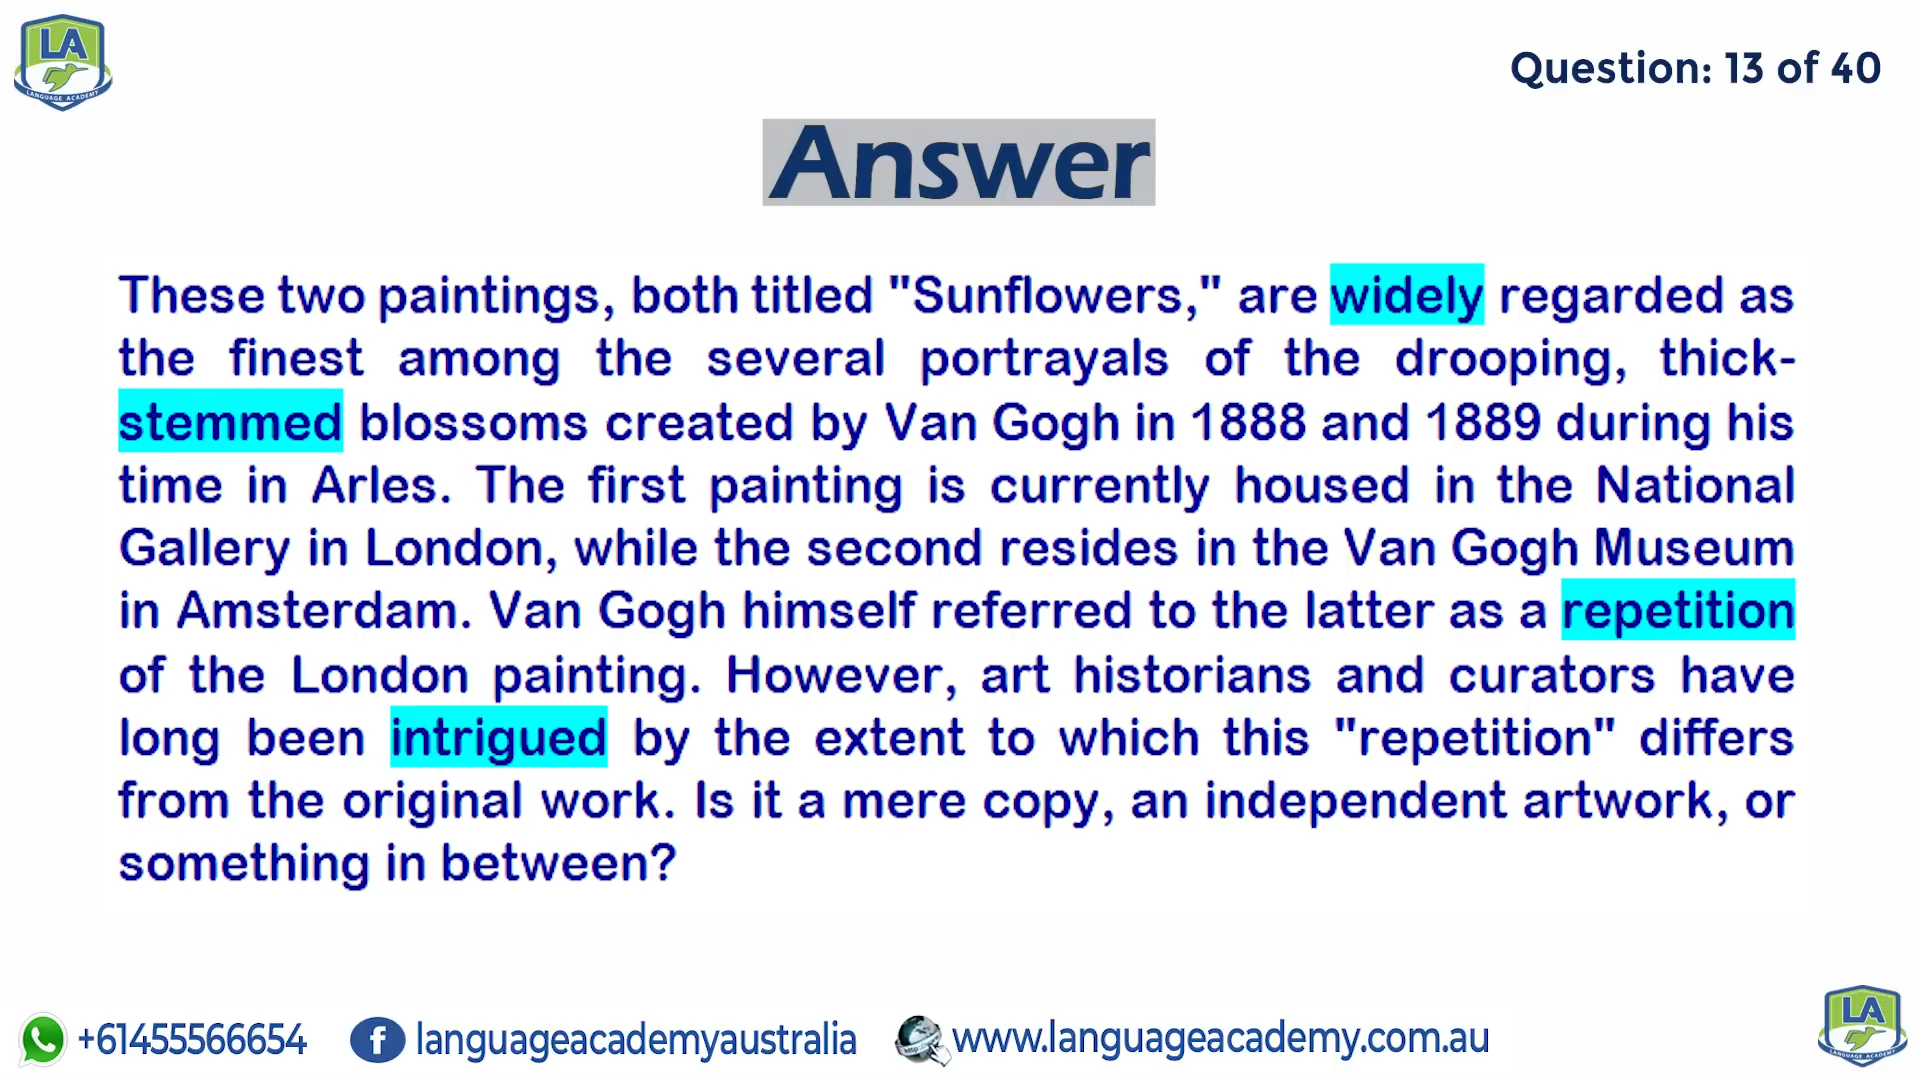 LA
LANGUAGE ACADEMY
Question: 13 of 40
Answer
These two paintings, both titled "Sunflowers," are widely regarded as
the finest among the several portrayals of the drooping, thick-
stemmed blossoms created by Van Gogh in 1888 and 1889 during his
time in Arles. The first painting is currently housed in the National
Gallery in London, while the second resides in the Van Gogh Museum
in Amsterdam. Van Gogh himself referred to the latter as a repetition
of the London painting. However, art historians and curators have
long been intrigued by the extent to which this "repetition" differs
from the original work. Is it a mere copy, an independent artwork, or
something in between?
+61455566654
f languageacademyaustralia
www.languageacademy.com.au
LA
LANGUAGE ACADEMY